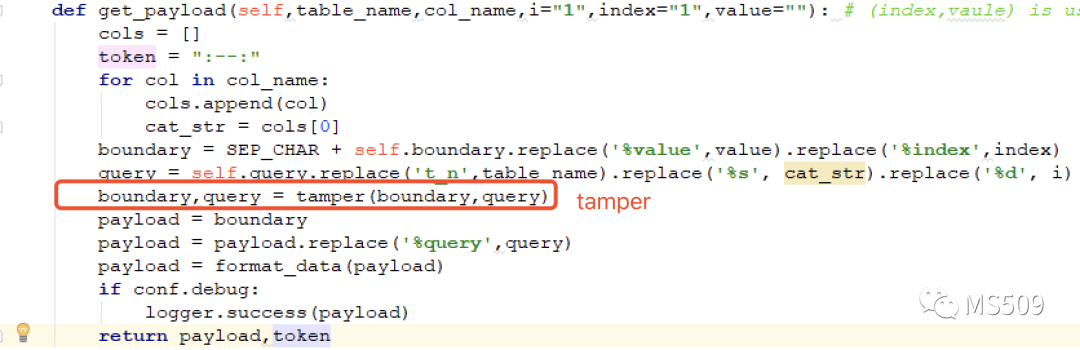 def get_payload(self,table_name,col_name,i="1",index="1",value=""): # (index,vaule) is us
cols = []
token = ":--:"
for col in col_name:
cols.append(col)
cat_str = cols[0]
boundary = SEP_CHAR + self.boundary.replace('%value',value).replace('%index',index)
query = self.query.replace('t_n',table_name).replace('%s', cat_str).replace('%d', i)
boundary,query = tamper(boundary,query) tamper
payload = boundary
payload = payload.replace('%query',query)
payload = format_data(payload)
if conf.debug:
logger.success(payload)
MS509
return payload,token